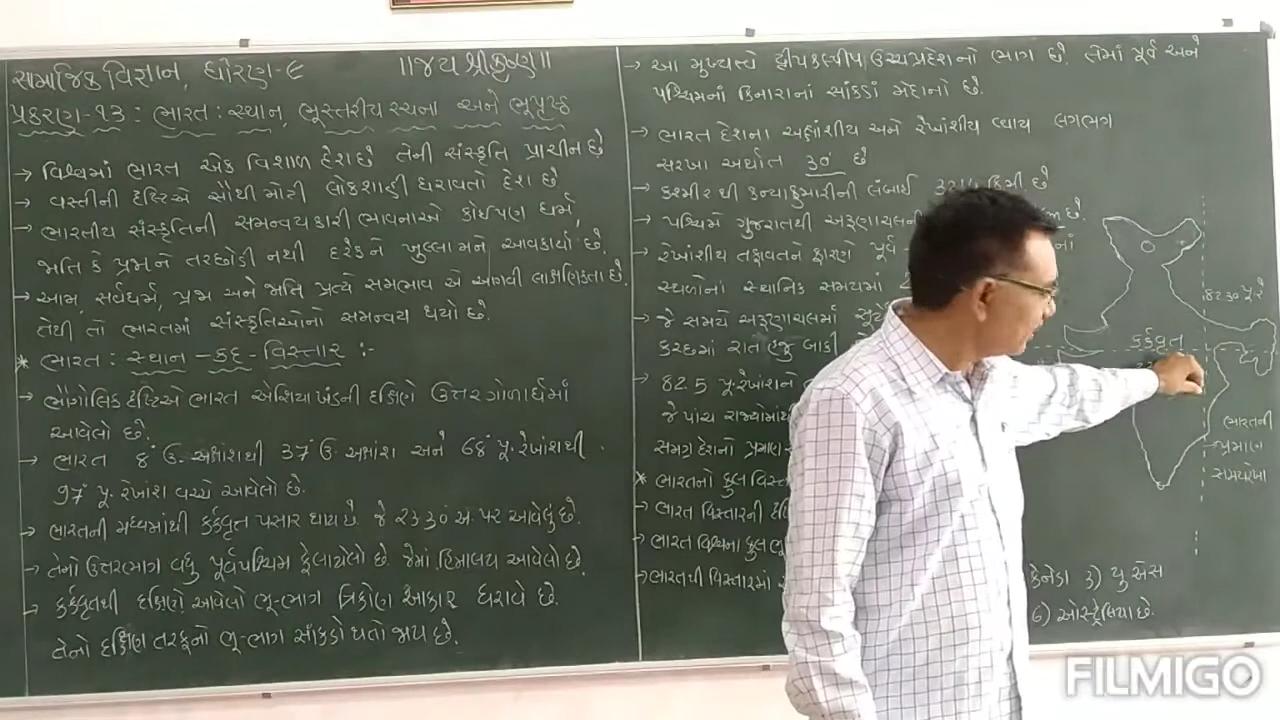 સામાજિક વિજ્ઞાન, ધોરણ-૯
॥જય શ્રીકૃષ્ણ॥
પ્રકરણ-૧૩ : ભારત : સ્થાન, ભૂસ્તરીય રચના અને ભૂપૃષ્ઠ
→ વિશ્વમાં ભારત એક વિશાળ દેશ છે તેની સંસ્કૃતિ પ્રાચીન છે
→ વસ્તીની દૃષ્ટિએ સૌથી મોટી લોકશાહી ધરાવતો દેશ છે
→ ભારતીય સંસ્કૃતિની સમન્વયકારી ભાવનાએ કોઈપણ ધર્મ,
જાતિ કે પ્રજાને તરછોડી નથી દરેકને ખુલ્લા મને આવકાર્યા છે.
→ આમ, સર્વધર્મ, પ્રજા અને જાતિ પ્રત્યે સમભાવ એ આગવી લાક્ષણિકતા છે
તેથી તો ભારતમાં સંસ્કૃતિઓનો સમન્વય થયો છે.
* ભારત : સ્થાન - કદ - વિસ્તાર :-
→ ભૌગોલિક દૃષ્ટિએ ભારત એશિયા ખંડની દક્ષિણે ઉત્તર ગોળાર્ધમાં
આવેલો છે.
→ ભારત 8° ઉ. અક્ષાંશથી 37° ઉ. અક્ષાંશ અને 68° પૂ. રેખાંશથી
97° પૂ. રેખાંશ વચ્ચે આવેલો છે.
→ ભારતની મધ્યમાંથી કર્કવૃત પસાર થાય છે. જે ૨૩.૩૦ અ. પર આવેલુ છે.
→ તેનો ઉત્તરભાગ વધુ પૂર્વપશ્ચિમ ફેલાયેલો છે. જેમાં હિમાલય આવેલો છે.
→ કર્કવૃતથી દક્ષિણે આવેલો ભૂ-ભાગ ત્રિકોણ આકાર ધરાવે છે.
તેનો દક્ષિણ તરફનો ભૂ-ભાગ સાંકડો થતો જાય છે.
→ આ મુખ્યત્વે દ્વીપકલ્પીય ઉચ્ચપ્રદેશનો ભાગ છે. તેમાં પૂર્વ અને
પશ્ચિમનાં કિનારાનાં સાંકડાં મેદાનો છે.
→ ભારત દેશના અક્ષાંશીય અને રેખાંશીય વ્યાય લગભગ
સરખા અર્થાત ૩૦° છે
→ કશ્મીર થી કન્યાકુમારીની લંબાઈ 3214 કિમી છે
→ પશ્ચિમે ગુજરાતથી અરૂણાચલની
છે.
→ રેખાંશીય તફાવતને કારણે પૂર્વ -
નાં
સ્થળોનાં સ્થાનિક સમયમાં
→ જે સમયે અરૂણાચલમાં
કચ્છમાં રાત હજુ બાકી
→ 82.5 પૂ. રેખાંશને
જે પાંચ રાજ્યોમાંથી
સમગ્ર દેશનો પ્રમાણ-
* ભારતનો કુલ
→ ભારત વિસ્તારની
→ ભારત વિશ્વના કુલ
→ ભારતથી વિસ્તારમાં
કેનેડા ૩) યુ એસ
6) ઓસ્ટ્રેલિયા છે.
82.30 પૂ. રે
કર્કવૃત
ભારતની
પ્રમાણ
સમયરેખા
FILMIGO